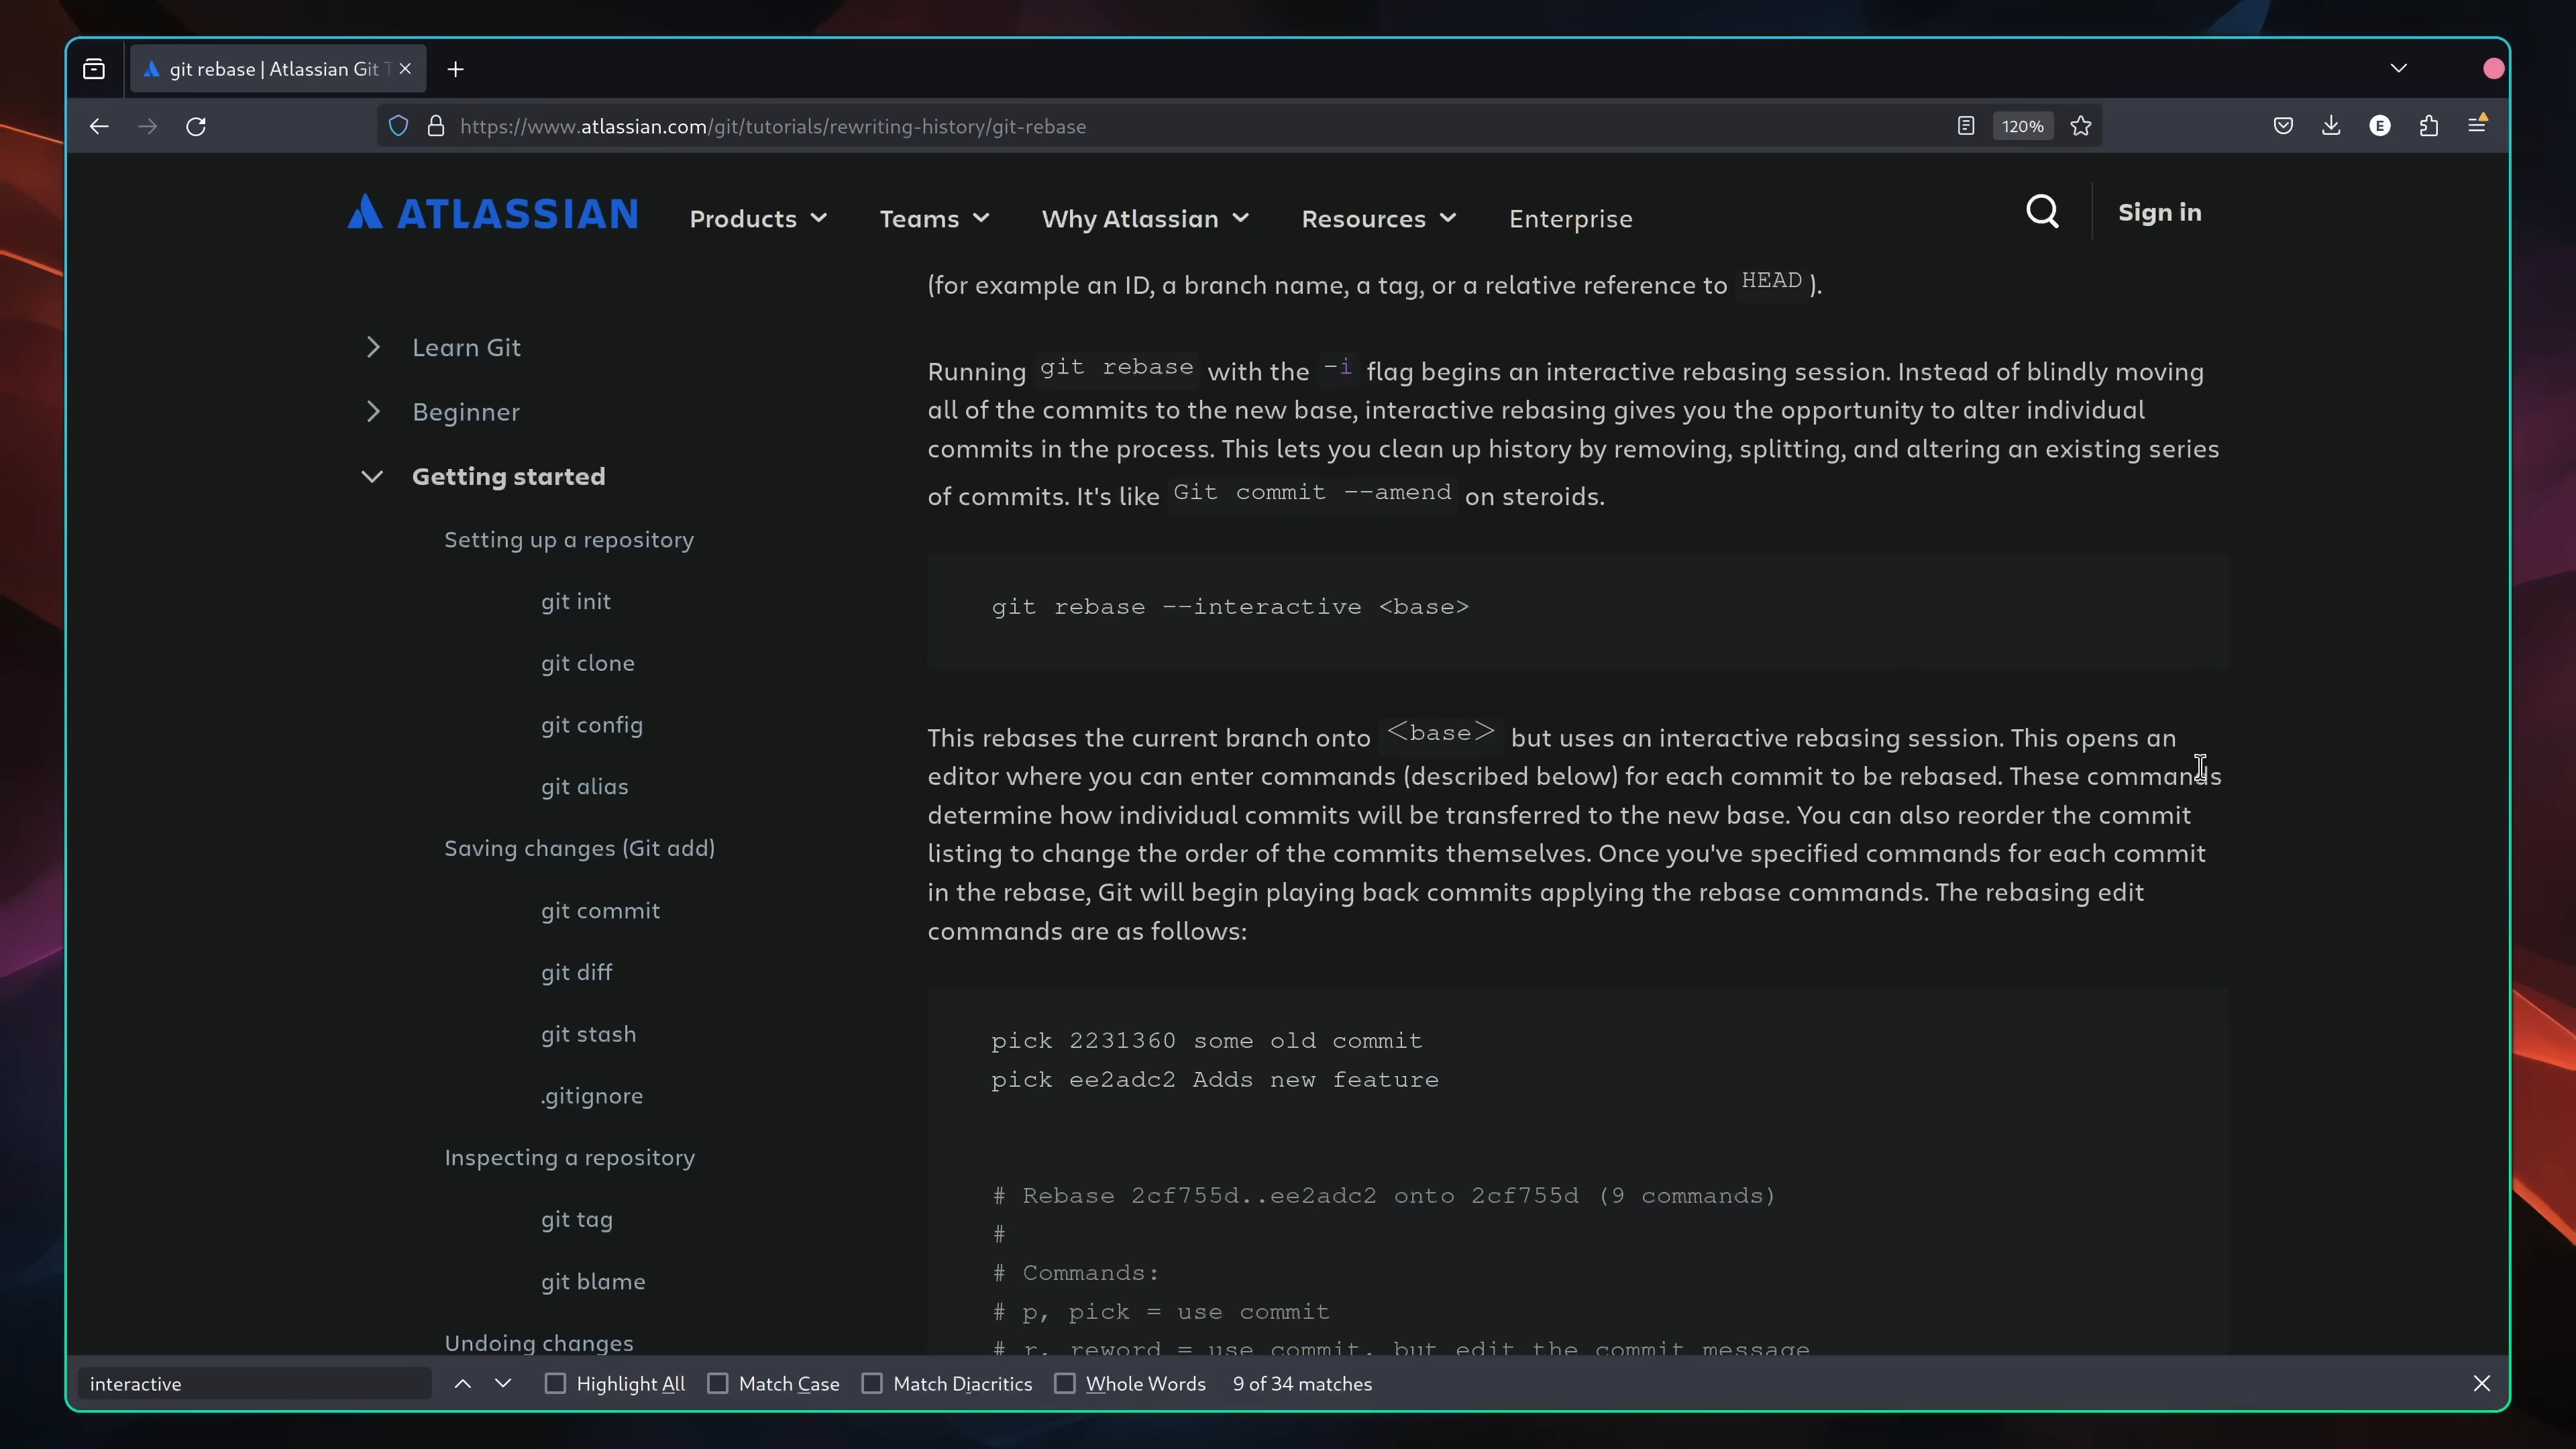 git rebase | Atlassian Git T
https://www.atlassian.com/git/tutorials/rewriting-history/git-rebase
120%
E
ATLASSIAN
Products
Teams
Why Atlassian
Resources
Enterprise
Sign in
Learn Git
Beginner
Getting started
Setting up a repository
git init
git clone
git config
git alias
Saving changes (Git add)
git commit
git diff
git stash
.gitignore
Inspecting a repository
git tag
git blame
Undoing changes
(for example an ID, a branch name, a tag, or a relative reference to HEAD ).
Running git rebase with the -i flag begins an interactive rebasing session. Instead of blindly moving
all of the commits to the new base, interactive rebasing gives you the opportunity to alter individual
commits in the process. This lets you clean up history by removing, splitting, and altering an existing series
of commits. It's like Git commit --amend on steroids.
git rebase --interactive <base>
This rebases the current branch onto <base> but uses an interactive rebasing session. This opens an
editor where you can enter commands (described below) for each commit to be rebased. These commands
determine how individual commits will be transferred to the new base. You can also reorder the commit
listing to change the order of the commits themselves. Once you've specified commands for each commit
in the rebase, Git will begin playing back commits applying the rebase commands. The rebasing edit
commands are as follows:
pick 2231360 some old commit
pick ee2adc2 Adds new feature
# Rebase 2cf755d..ee2adc2 onto 2cf755d (9 commands)
#
# Commands:
# p, pick = use commit
# r, reword = use commit, but edit the commit message
interactive
Highlight All
Match Case
Match Diacritics
Whole Words
9 of 34 matches